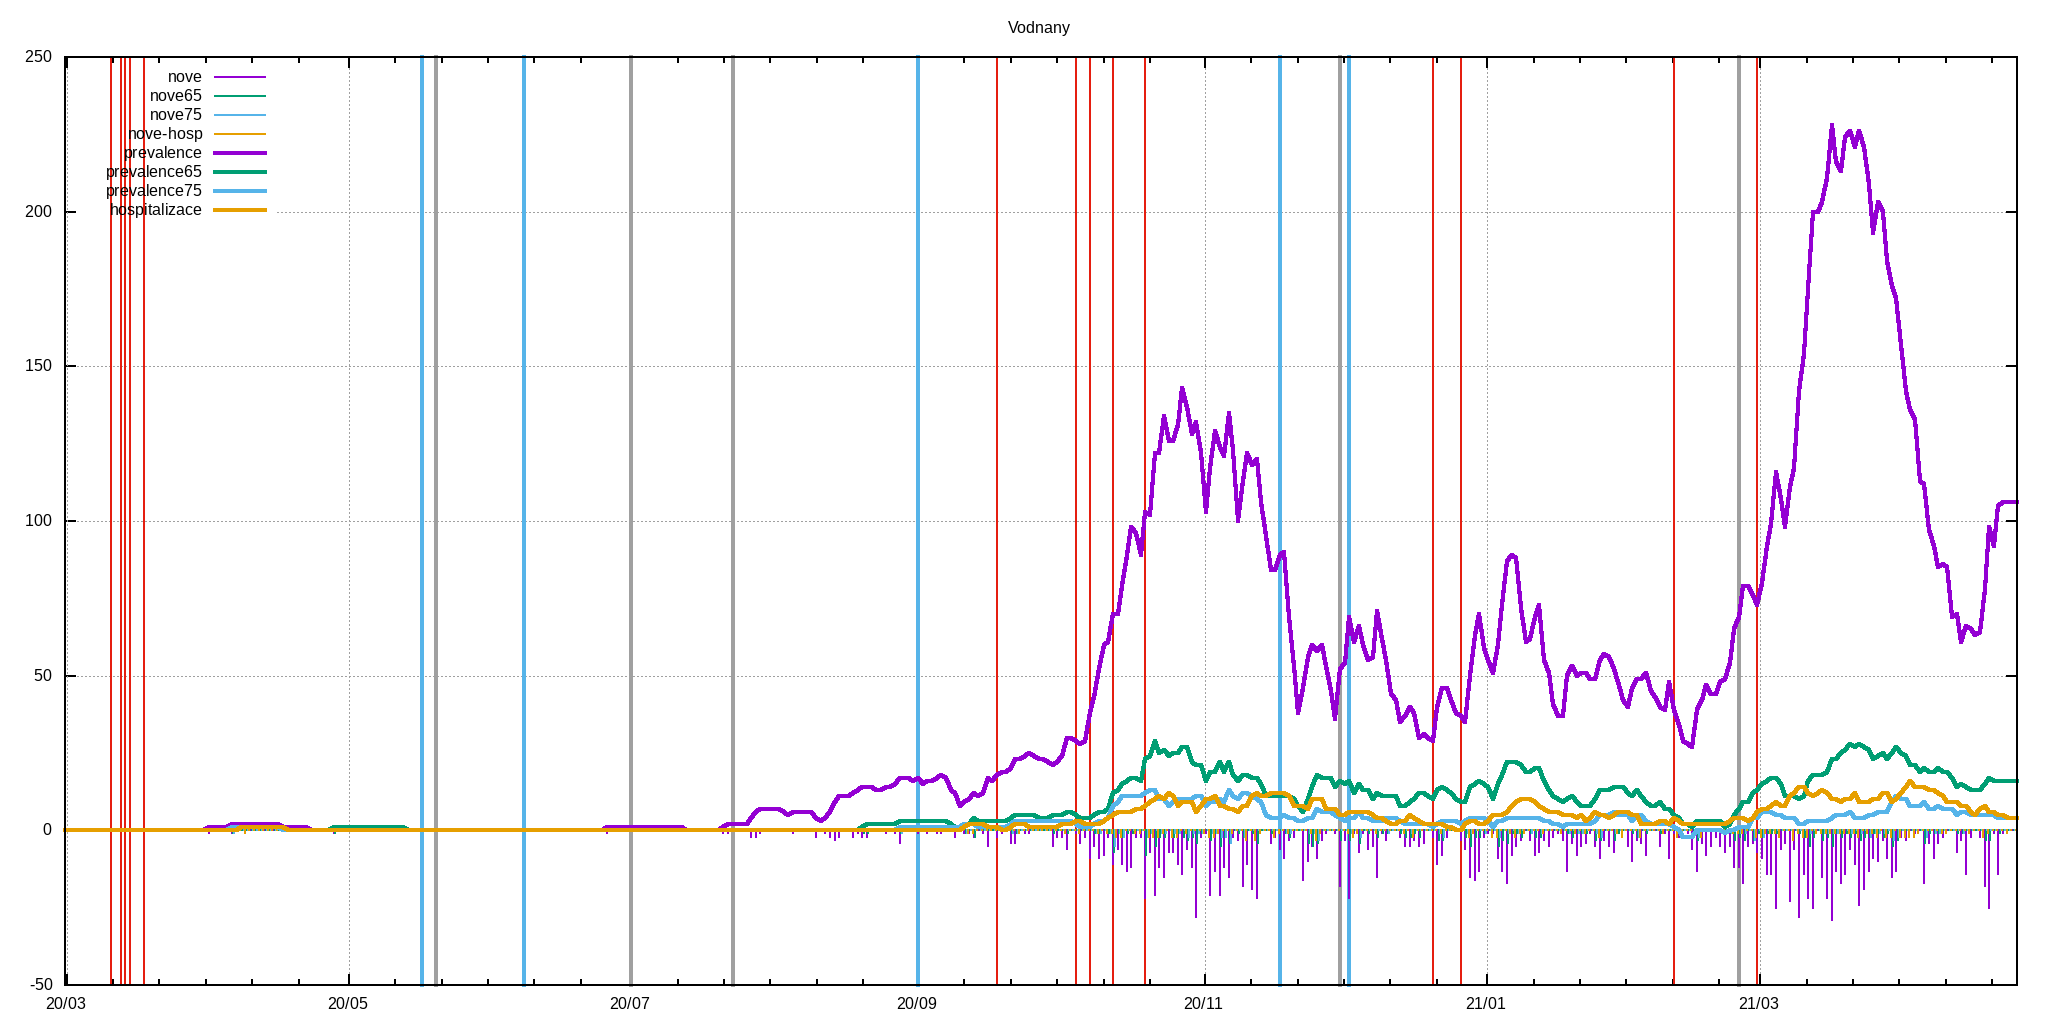 Vodnany
250
nove
nove65
nove75
nove-hosp
prevalence
prevalence65
prevalence75
hospitalizace
200
150
100
50
0
-50
20/03 20/05 20/07 20/09 20/11 21/01 21/03